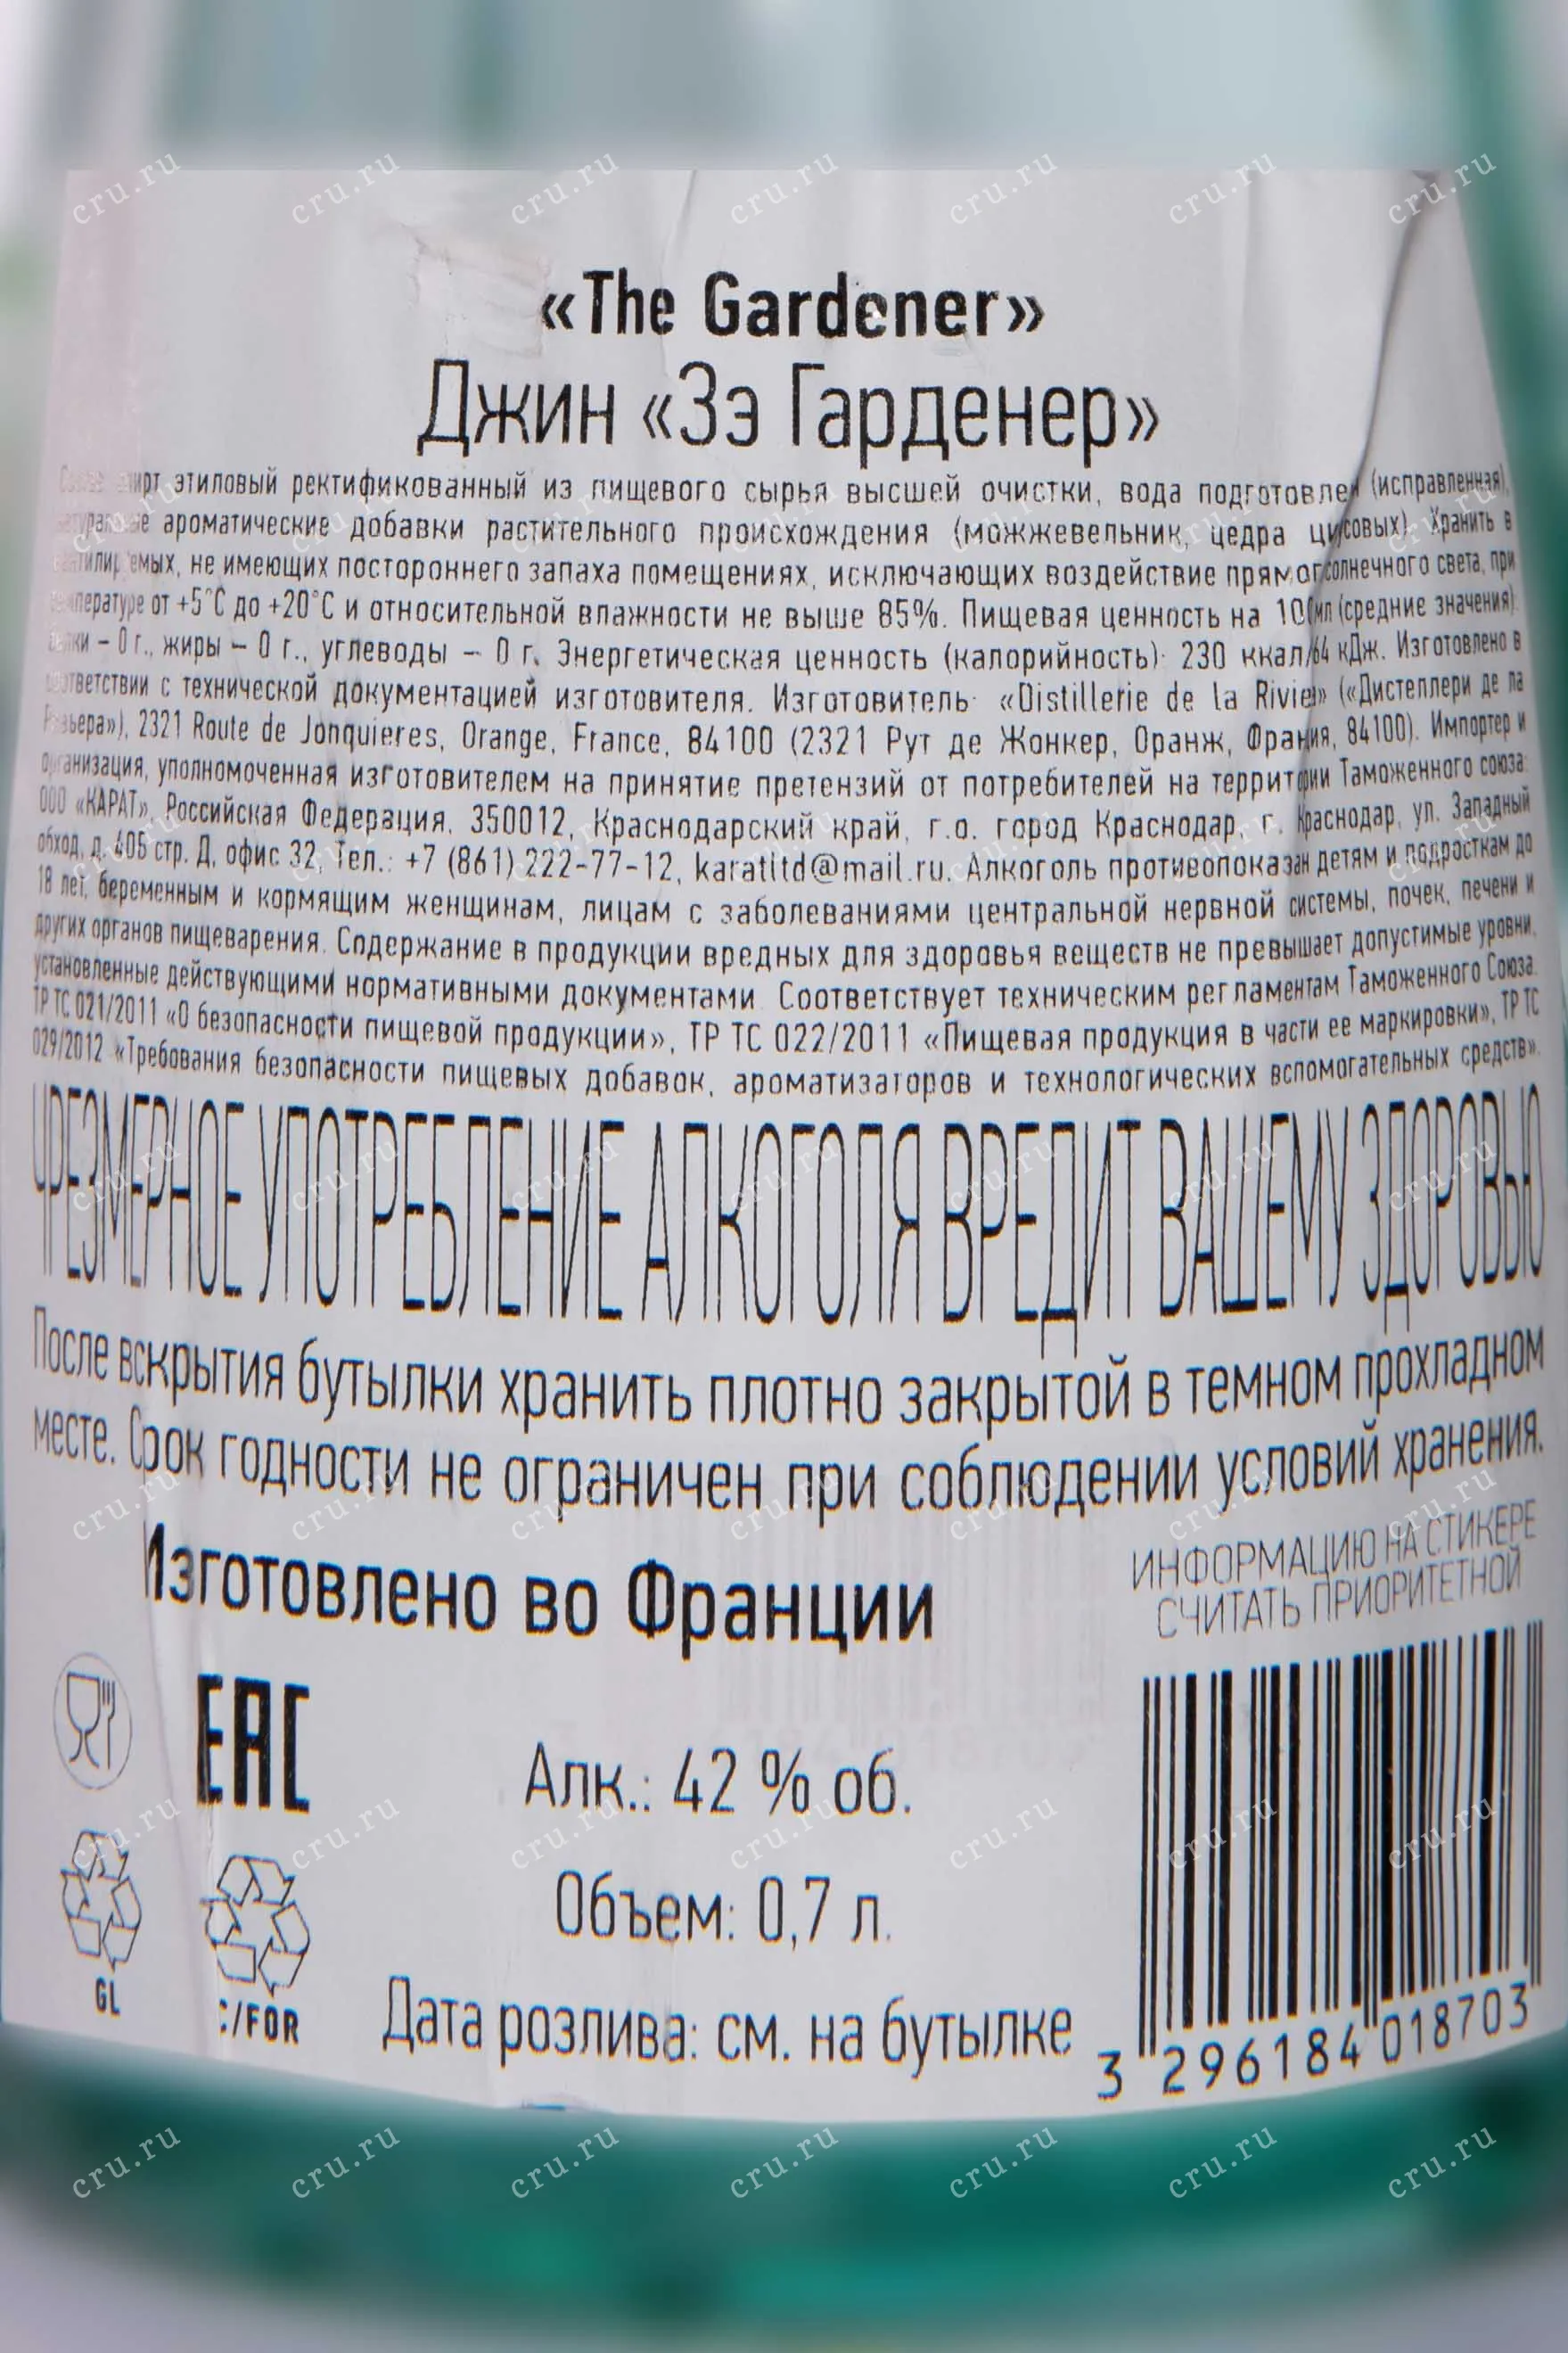 «The Gardener»
Джин «Зэ Гарденер»
этиловый ректификованный из пищевого сырья высшей очистки, вода (исправленная),
ароматические добавки растительного происхождения (можжевельник, цедра Хранить в
не имеющих постороннего запаха помещениях, исключающих воздействие света, при
от +5°С до +20°С и относительной влажности не выше 85%. Пищевая ценность на (средние значения):
– 0 г., жиры – 0 г., углеводы – 0 г. Энергетическая ценность (калорийность): 230 кДж. Изготовлено в
с технической документацией изготовителя. Изготовитель: «Distillerie de la («Дистеллери де ла
2321 Route de Jonquieres, Orange, France, 84100 (2321 Рут де Жонкер, Оранж, Франция, 84100). Импортер и
организация, уполномоченная изготовителем на принятие претензий от потребителей на территории Таможенного союза:
ООО «КАРАТ», Российская Федерация, 350012, Краснодарский край, г.о. город Краснодар, г. Краснодар, ул. Западный
обход, д. стр. Д, офис 32, Тел.: +7 (861) 222-77-12, karatltd@mail.ru. Алкоголь противопоказан детям и подросткам до
18 лет, беременным и кормящим женщинам, лицам с заболеваниями центральной нервной системы, почек, печени и
других органов пищеварения. Содержание в продукции вредных для здоровья веществ не превышает допустимые уровни,
установленные действующими нормативными документами. Соответствует техническим регламентам Таможенного Союза:
ТР ТС 021/2011 «О безопасности пищевой продукции», ТР ТС 022/2011 «Пищевая продукция в части ее маркировки», ТР ТС
029/2012 «Требования безопасности пищевых добавок, ароматизаторов и технологических вспомогательных средств».
ЧРЕЗМЕРНОЕ УПОТРЕБЛЕНИЕ АЛКОГОЛЯ ВРЕДИТ ВАШЕМУ ЗДОРОВЬЮ
После вскрытия бутылки хранить плотно закрытой в темном прохладном
месте. Срок годности не ограничен при соблюдении условий хранения.
Изготовлено во Франции
ИНФОРМАЦИЮ НА СТИКЕРЕ
СЧИТАТЬ ПРИОРИТЕТНОЙ
EAC
Алк.: 42 % об.
Объем: 0,7 л.
GL
/FOR
Дата розлива: см. на бутылке
3 296184 018703
cru.ru